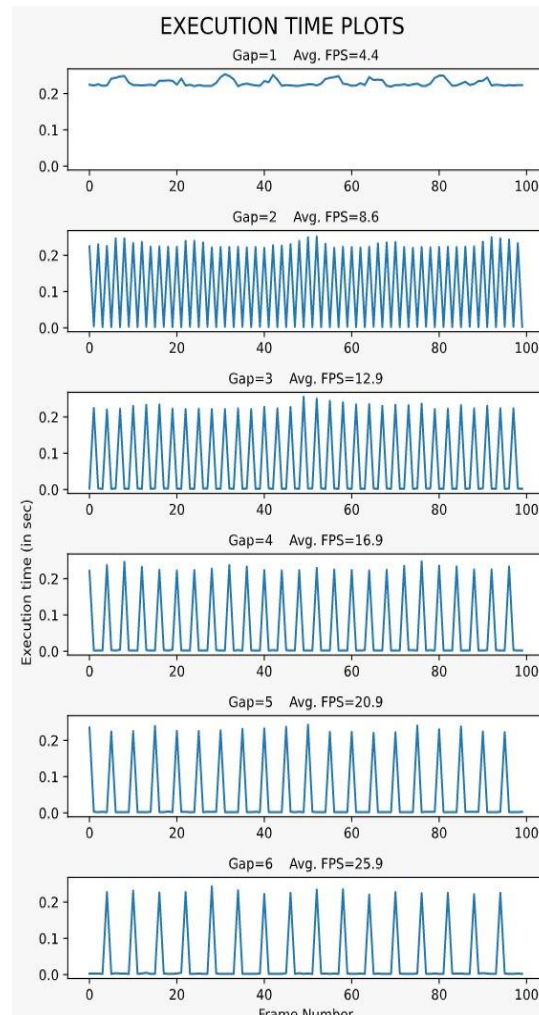 EXECUTION TIME PLOTS
Gap=1 Avg. FPS=4.4
0.2
0.1
0.0
0 20 40 60 80 100
Gap=2 Avg. FPS=8.6
0.2
0.1
0.0
0 20 40 60 80 100
Gap=3 Avg. FPS=12.9
0.2
0.1
0.0
0 20 40 60 80 100
Execution time (in sec)
Gap=4 Avg. FPS=16.9
0.2
0.1
0.0
0 20 40 60 80 100
Gap=5 Avg. FPS=20.9
0.2
0.1
0.0
0 20 40 60 80 100
Gap=6 Avg. FPS=25.9
0.2
0.1
0.0
0 20 40 60 80 100
Frame Number